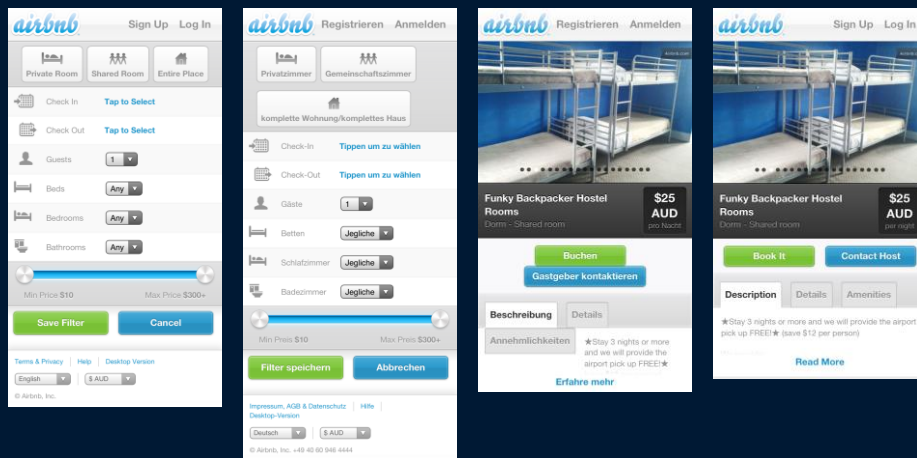 airbnb Sign Up Log In
Private Room Shared Room Entire Place
Check In Tap to Select
Check Out Tap to Select
Guests 1
Beds Any
Bedrooms Any
Bathrooms Any
Min Price $10 Max Price $300+
Save Filter Cancel
Terms & Privacy Help Desktop Version
English $ AUD
© Airbnb, Inc.
airbnb Registrieren Anmelden
Privatzimmer Gemeinschaftszimmer
komplette Wohnung/komplettes Haus
Check-In Tippen um zu wählen
Check-Out Tippen um zu wählen
Gäste 1
Betten Jegliche
Schlafzimmer Jegliche
Badezimmer Jegliche
Min Preis $10 Max Preis $300+
Filter speichern Abbrechen
Impressum, AGB & Datenschutz Hilfe
Desktop-Version
Deutsch $ AUD
© Airbnb, Inc. +49 40 60 946 4444
airbnb Registrieren Anmelden
Airbnb.com
Funky Backpacker Hostel
Rooms
Dorm - Shared room
$25
AUD
pro Nacht
Buchen
Gastgeber kontaktieren
Beschreibung Details
Annehmlichkeiten
★Stay 3 nights or more
and we will provide the
airport pick up FREE!★
Erfahre mehr
airbnb Sign Up Log In
Funky Backpacker Hostel
Rooms
Dorm - Shared room
$25
AUD
per night
Book It Contact Host
Description Details Amenities
★Stay 3 nights or more and we will provide the airport
pick up FREE!★ (save $12 per person)
Read More